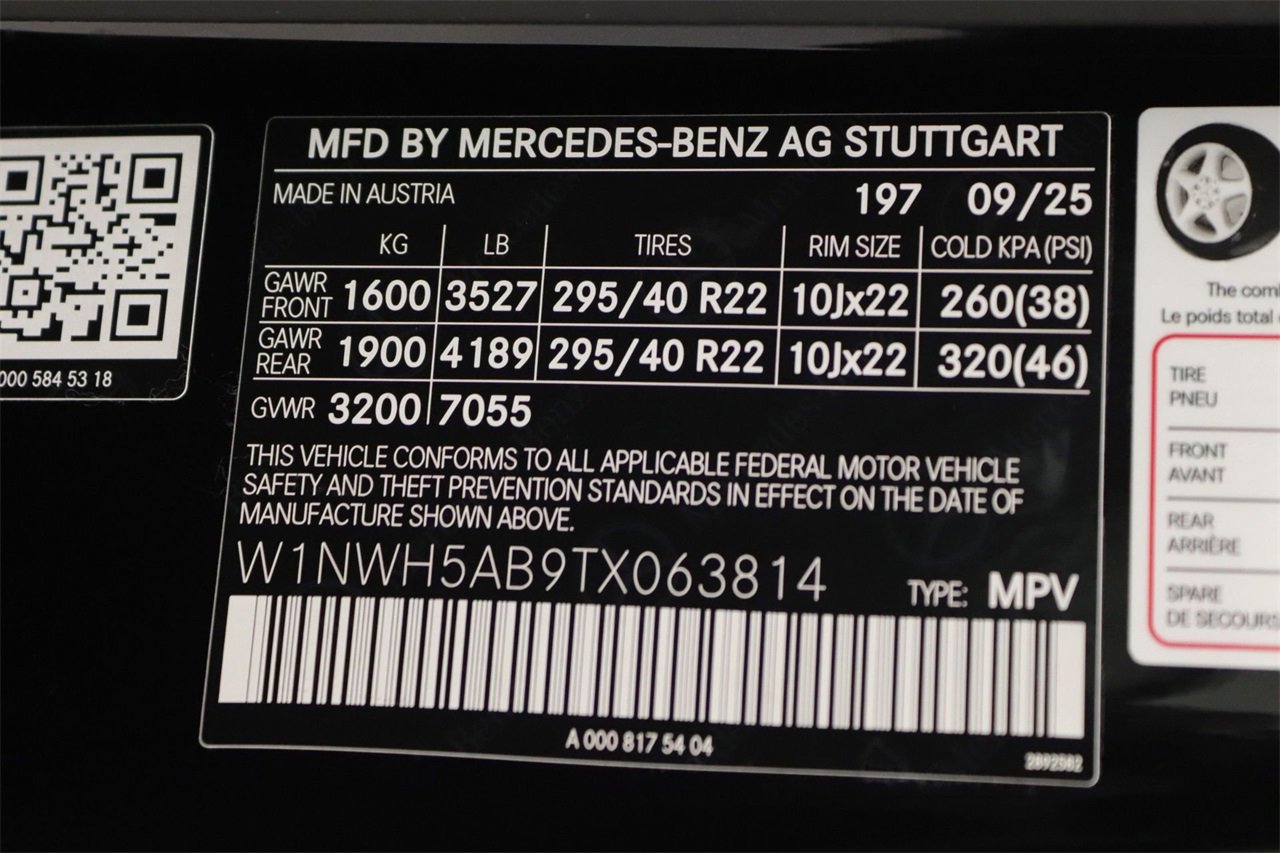 MFD BY MERCEDES-BENZ AG STUTTGART
MADE IN AUSTRIA 197 09/25
KG LB TIRES RIM SIZE COLD KPA (PSI)
GAWR FRONT 1600 3527 295/40 R22 10Jx22 260(38)
GAWR REAR 1900 4189 295/40 R22 10Jx22 320(46)
GVWR 3200 7055
THIS VEHICLE CONFORMS TO ALL APPLICABLE FEDERAL MOTOR VEHICLE
SAFETY AND THEFT PREVENTION STANDARDS IN EFFECT ON THE DATE OF
MANUFACTURE SHOWN ABOVE.
W1NWH5AB9TX063814 TYPE: MPV
A 000 817 54 04
000 584 53 18
The
Le poids total
TIRE
PNEU
FRONT
AVANT
REAR
ARRIÈRE
SPARE
DE SECOURS